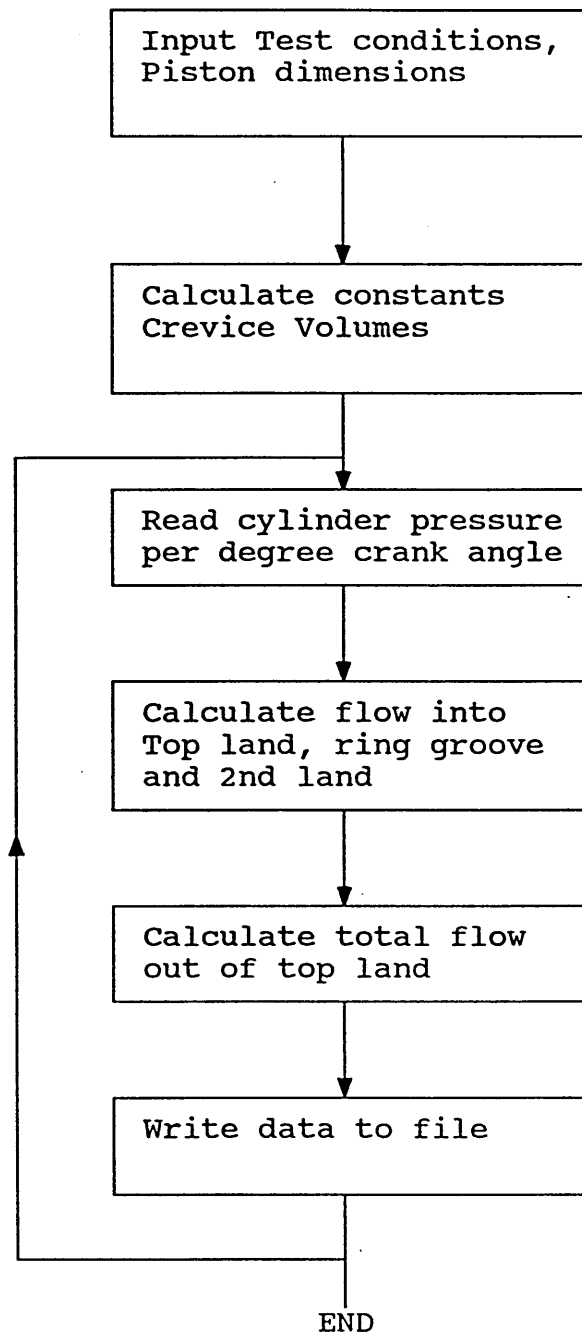 Input Test conditions,
Piston dimensions
Calculate constants
Crevice Volumes
Read cylinder pressure
per degree crank angle
Calculate flow into
Top land, ring groove
and 2nd land
Calculate total flow
out of top land
Write data to file
END